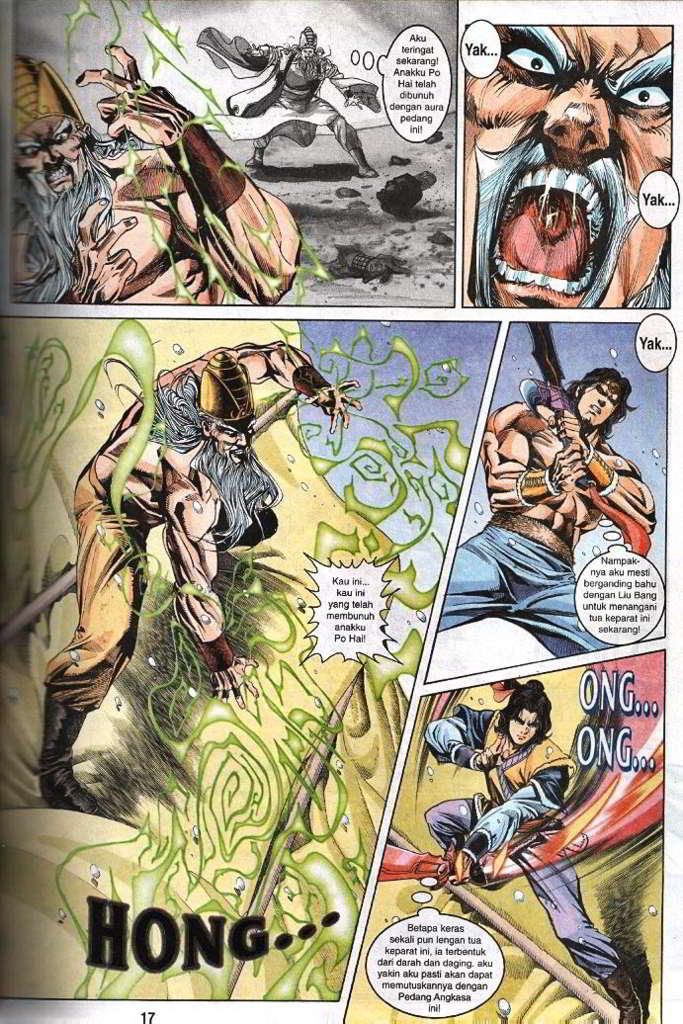 Aku
teringat
sekarang!
Anakku Po
Hai telah
dibunuh
dengan aura
pedang
ini!
Yak...
Yak...
Yak...
Kau ini...
kau ini
yang telah
membunuh
anakku
Po Hai!
HONG...
Nampak-
nya aku mesti
berganding bahu
dengan Liu Bang
untuk menangani
tua keparat ini
sekarang!
ONG...
ONG...
Betapa keras
sekali pun lengan tua
keparat ini, ia terbentuk
dari darah dan daging. aku
yakin aku pasti akan dapat
memutuskannya dengan
Pedang Angkasa
ini!
17